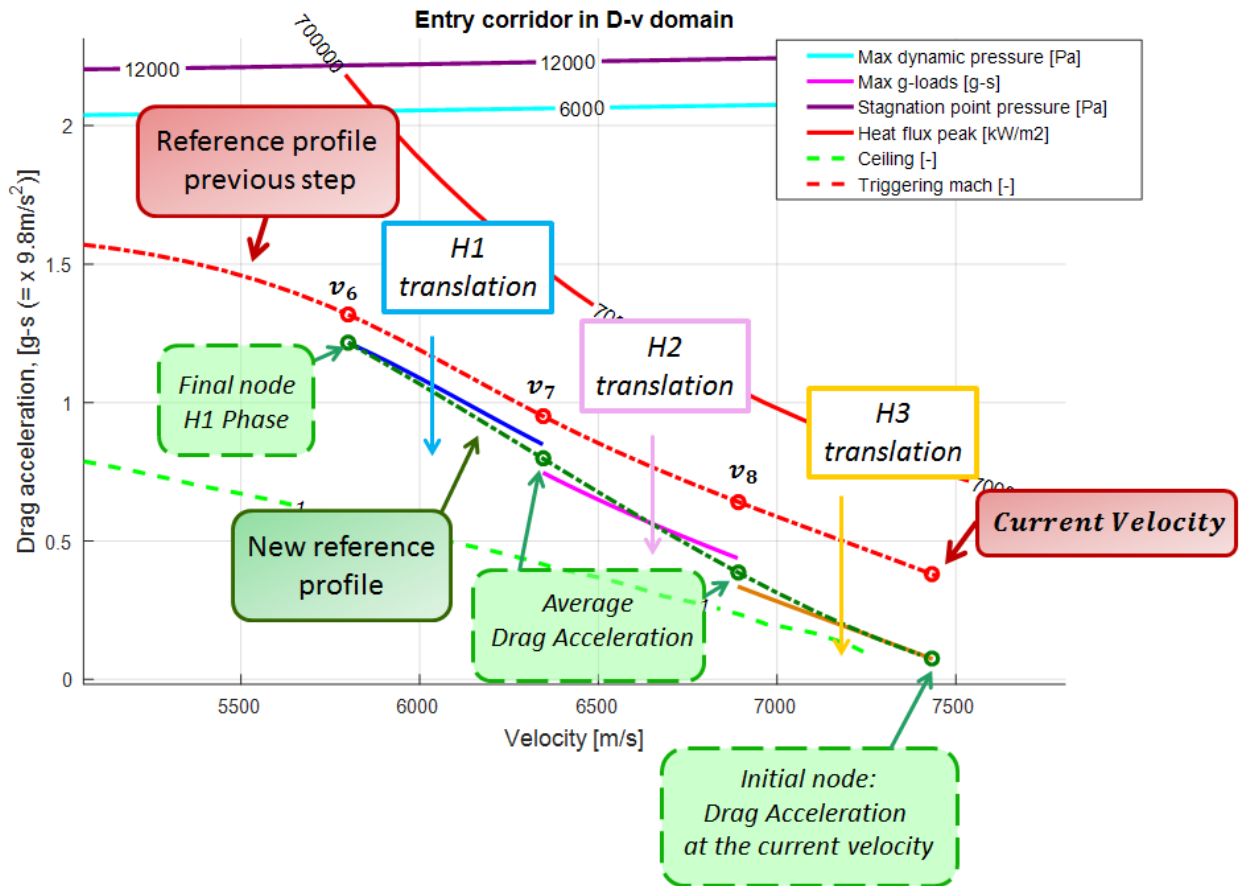 Entry corridor in D-v domain
700000
12000
12000
6000
Max dynamic pressure [Pa]
Max g-loads [g-s]
Stagnation point pressure [Pa]
Heat flux peak [kW/m2]
Ceiling [-]
Triggering mach [-]
Reference profile
previous step
H1
translation
H2
translation
H3
translation
v6
v7
v8
Final node
H1 Phase
New reference
profile
Average
Drag Acceleration
Current Velocity
Initial node:
Drag Acceleration
at the current velocity
1
1
2
1.5
1
0.5
0
Drag acceleration, [g-s (= x 9.8m/s²)]
5500
6000
6500
7000
7500
Velocity [m/s]